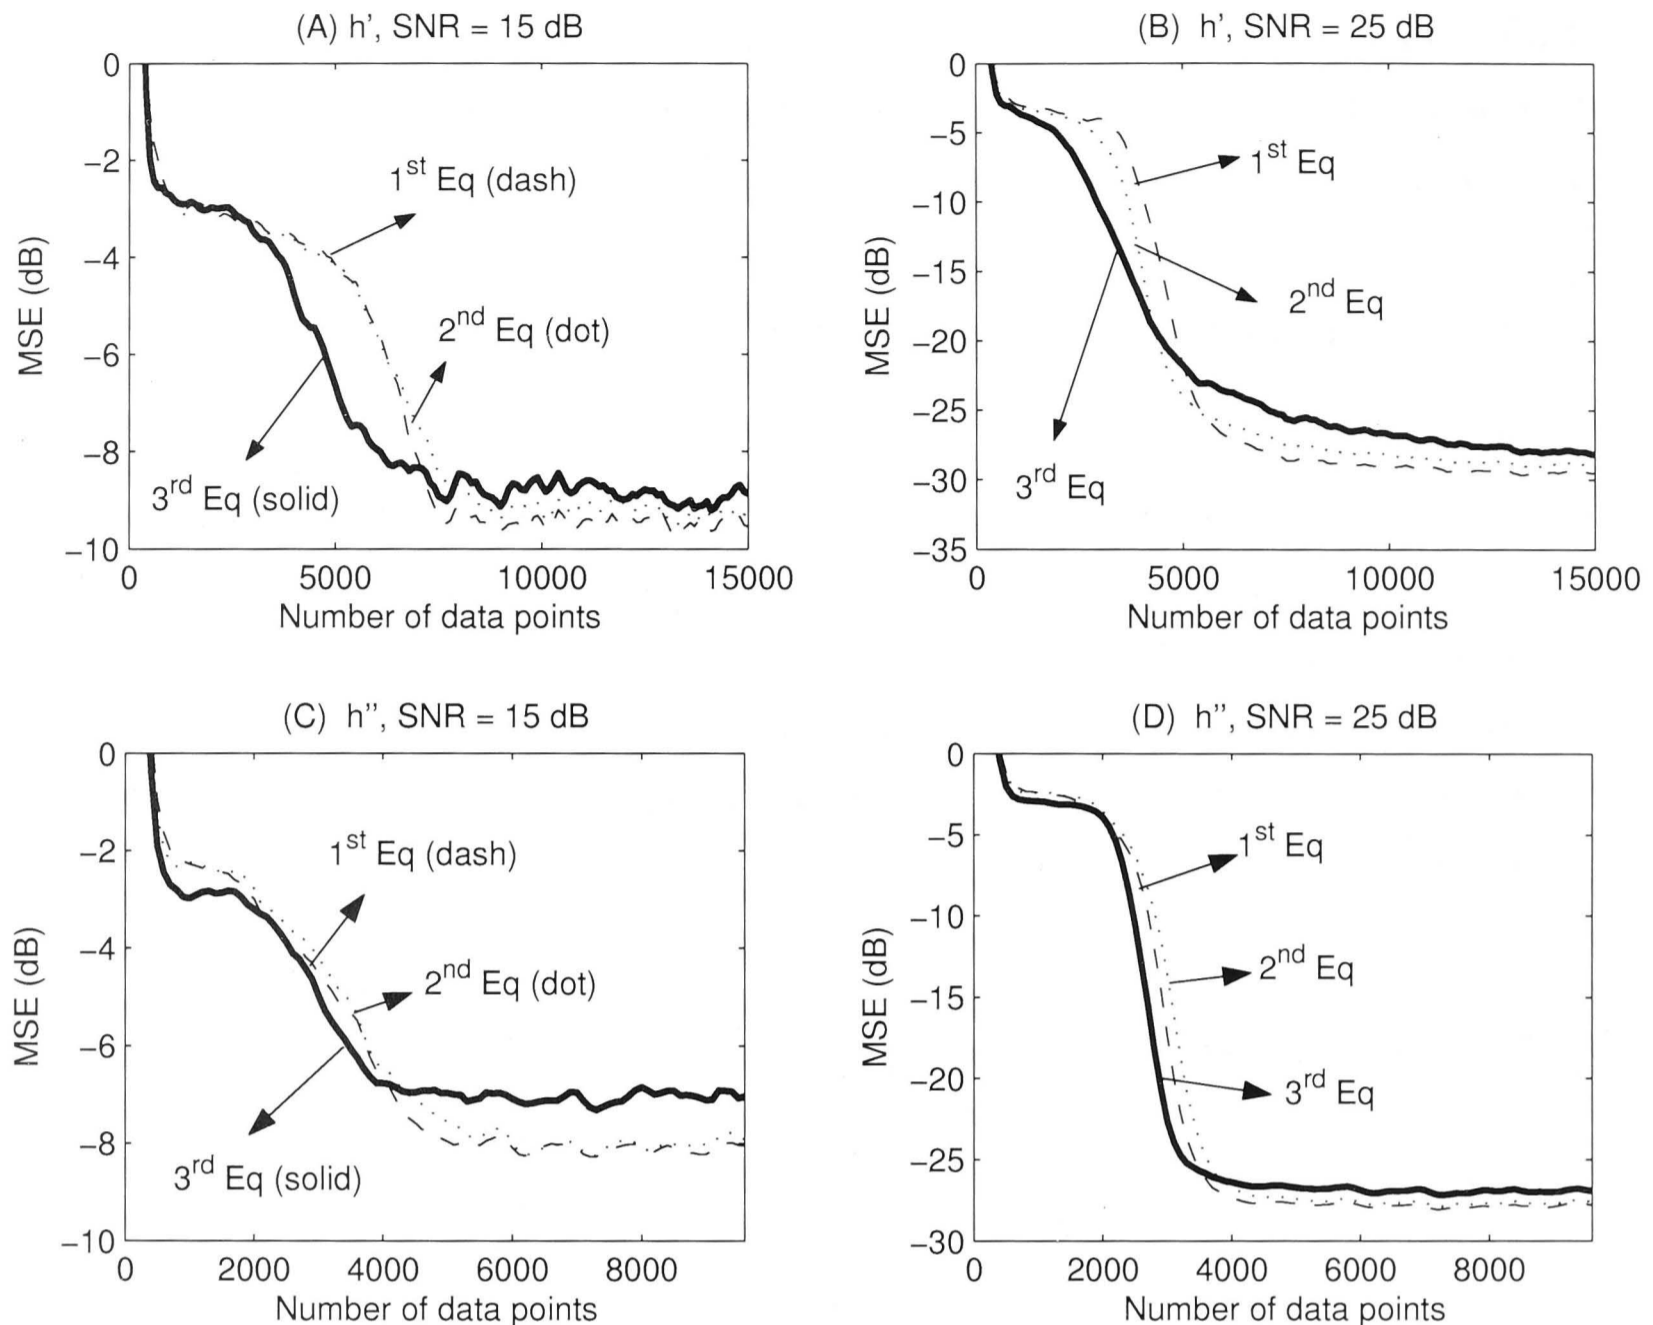 (A) h', SNR = 15 dB
0
−2
−4
−6
−8
−10
MSE (dB)
1st Eq (dash)
2nd Eq (dot)
3rd Eq (solid)
0 5000 10000 15000
Number of data points
(B) h', SNR = 25 dB
0
−5
−10
−15
−20
−25
−30
−35
MSE (dB)
1st Eq
2nd Eq
3rd Eq
0 5000 10000 15000
Number of data points
(C) h'', SNR = 15 dB
0
−2
−4
−6
−8
−10
MSE (dB)
1st Eq (dash)
2nd Eq (dot)
3rd Eq (solid)
0 2000 4000 6000 8000
Number of data points
(D) h'', SNR = 25 dB
0
−5
−10
−15
−20
−25
−30
MSE (dB)
1st Eq
2nd Eq
3rd Eq
0 2000 4000 6000 8000
Number of data points